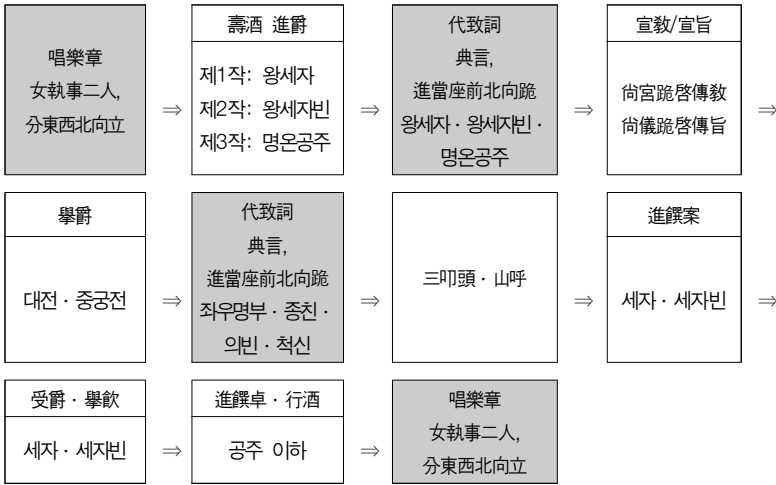 唱樂章
女執事二人,
分東西北向立
⇒
壽酒 進爵
제1작: 왕세자
제2작: 왕세자빈
제3작: 명온공주
⇒
代致詞
典言,
進當座前北向跪
왕세자 · 왕세자빈 ·
명온공주
⇒
宣敎/宣旨
尙宮跪啓傳敎
尙儀跪啓傳旨
⇒
擧爵
대전 · 중궁전
⇒
代致詞
典言,
進當座前北向跪
좌우명부 · 종친 ·
의빈 · 척신
⇒
三叩頭 · 山呼
⇒
進饌案
세자 · 세자빈
⇒
受爵 · 擧飮
세자 · 세자빈
⇒
進饌卓 · 行酒
공주 이하
⇒
唱樂章
女執事二人,
分東西北向立